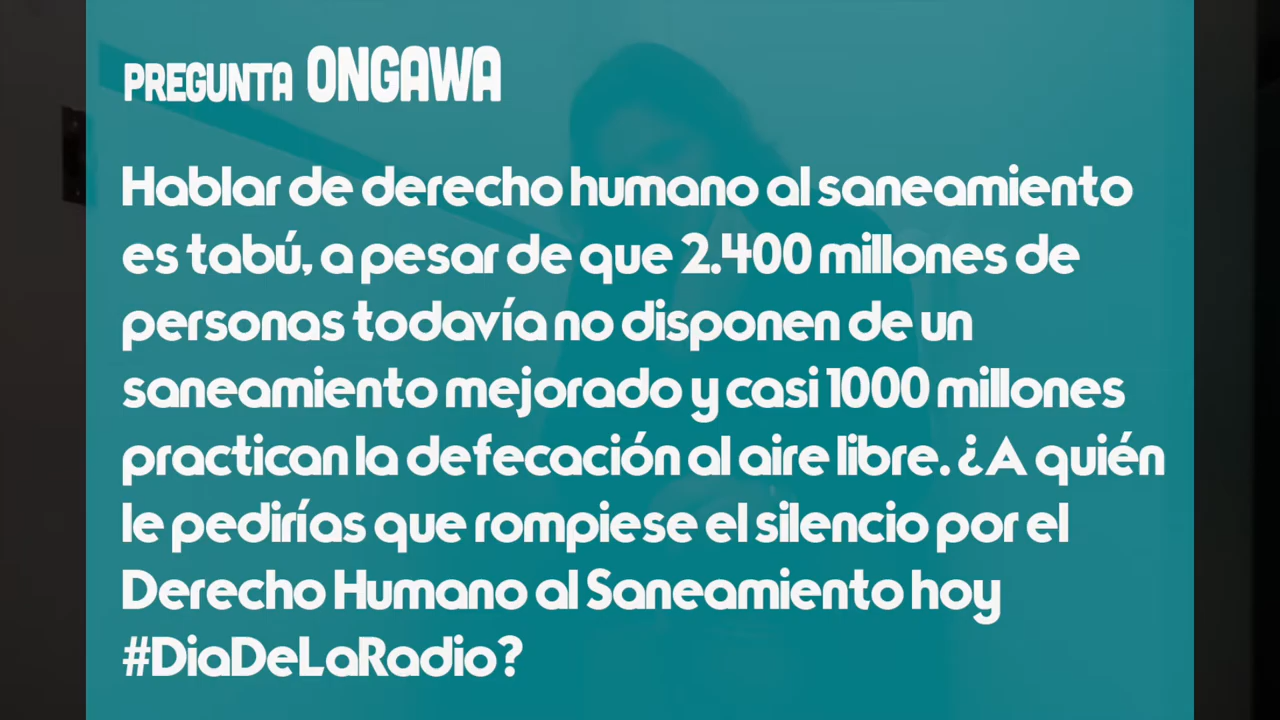 PREGUNTA ONGAWA
Hablar de derecho humano al saneamiento
es tabú, a pesar de que 2.400 millones de
personas todavía no disponen de un
saneamiento mejorado y casi 1000 millones
practican la defecación al aire libre. ¿A quién
le pedirías que rompiese el silencio por el
Derecho Humano al Saneamiento hoy
#DiaDeLaRadio?